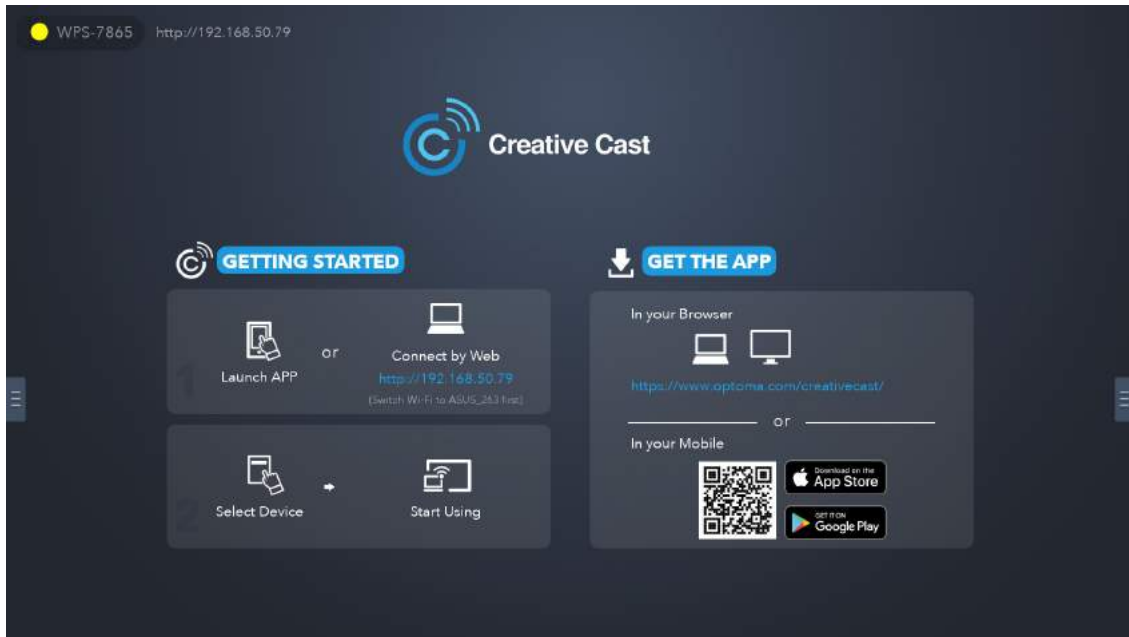 WPS-7865 http://192.168.50.79
Creative Cast
GETTING STARTED
1
Launch APP
or
Connect by Web
http://192.168.50.79
(Switch Wi-Fi to ASUS_263 first)
2
Select Device
Start Using
GET THE APP
In your Browser
https://www.optoma.com/creativecast/
or
In your Mobile
Download on the
App Store
GET IT ON
Google Play